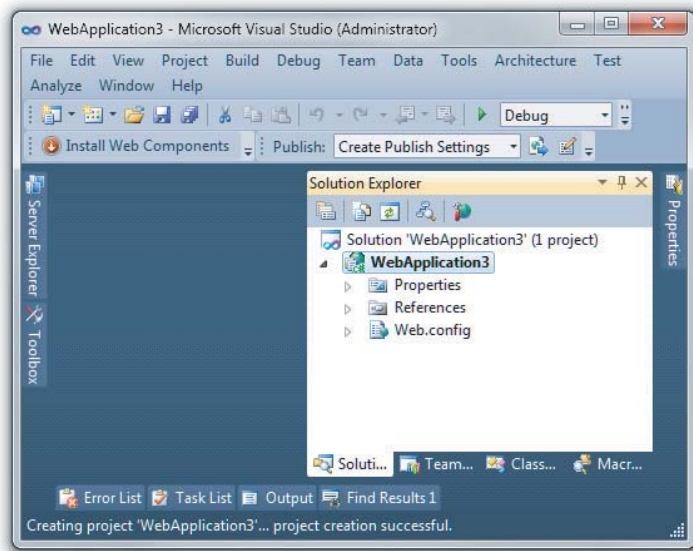 WebApplication3 - Microsoft Visual Studio (Administrator)
File Edit View Project Build Debug Team Data Tools Architecture Test
Analyze Window Help
Debug
Install Web Components Publish: Create Publish Settings
Server Explorer
Toolbox
Solution Explorer
Solution 'WebApplication3' (1 project)
WebApplication3
Properties
References
Web.config
Properties
Soluti... Team... Class... Macr...
Error List Task List Output Find Results 1
Creating project 'WebApplication3'... project creation successful.